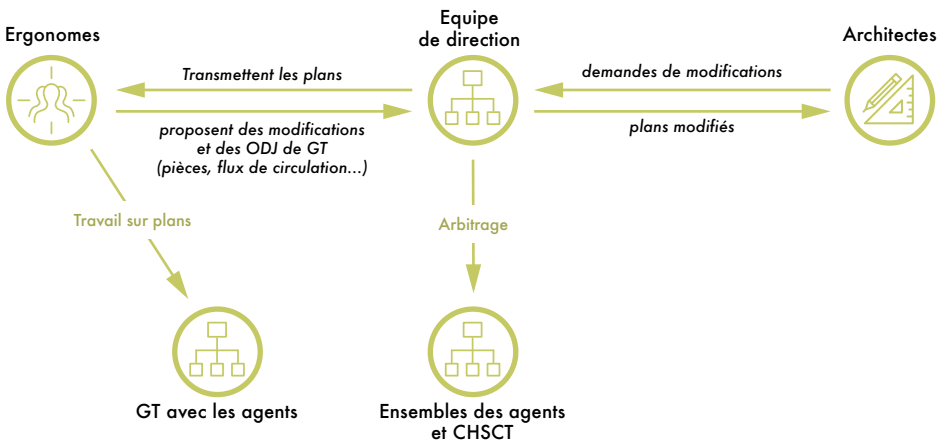 Ergonomes
Equipe
de direction
Architectes
Transmettent les plans
demandes de modifications
proposent des modifications
et des ODJ de GT
(pièces, flux de circulation...)
plans modifiés
Travail sur plans
Arbitrage
GT avec les agents
Ensembles des agents
et CHSCT